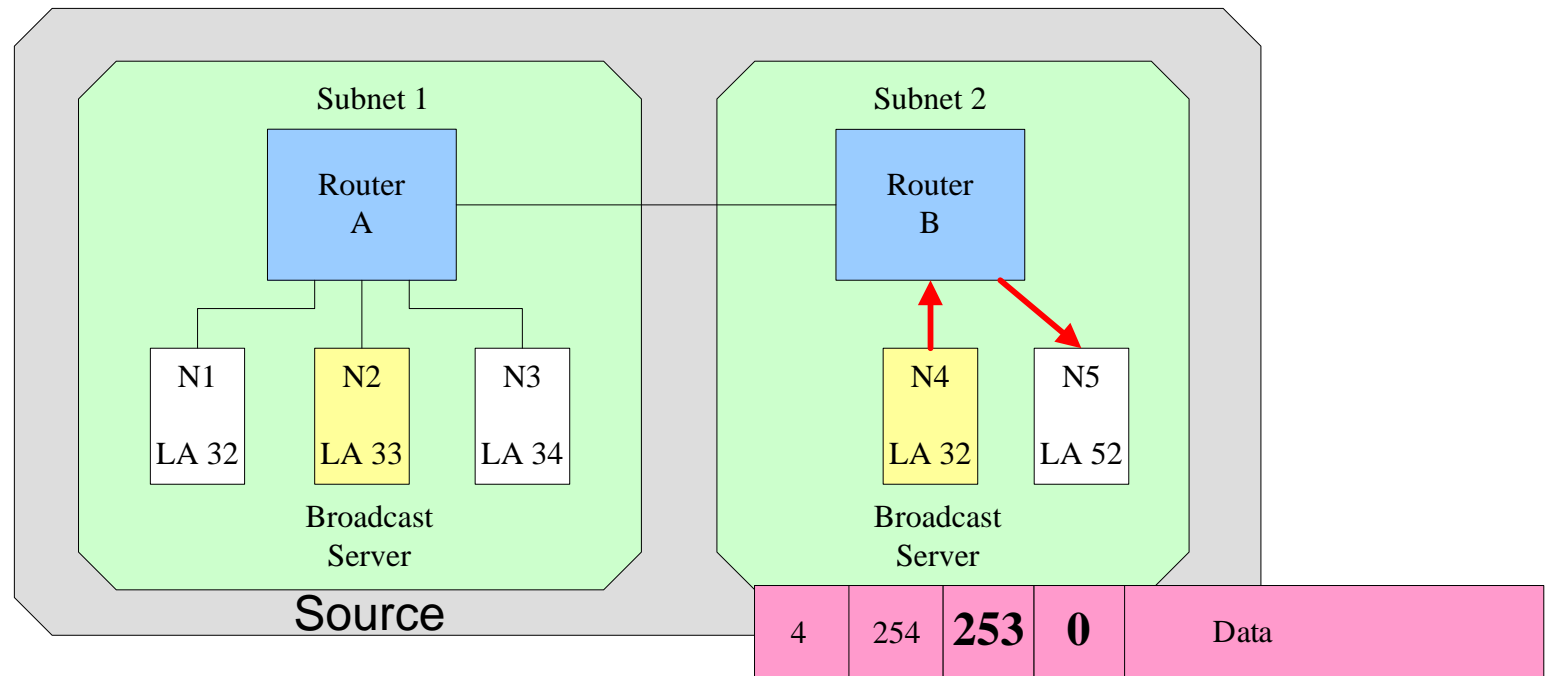 Subnet 1
Router
A
N1
LA 32
N2
LA 33
N3
LA 34
Broadcast
Server
Subnet 2
Router
B
N4
LA 32
N5
LA 52
Broadcast
Server
Source
4 254 253 0 Data